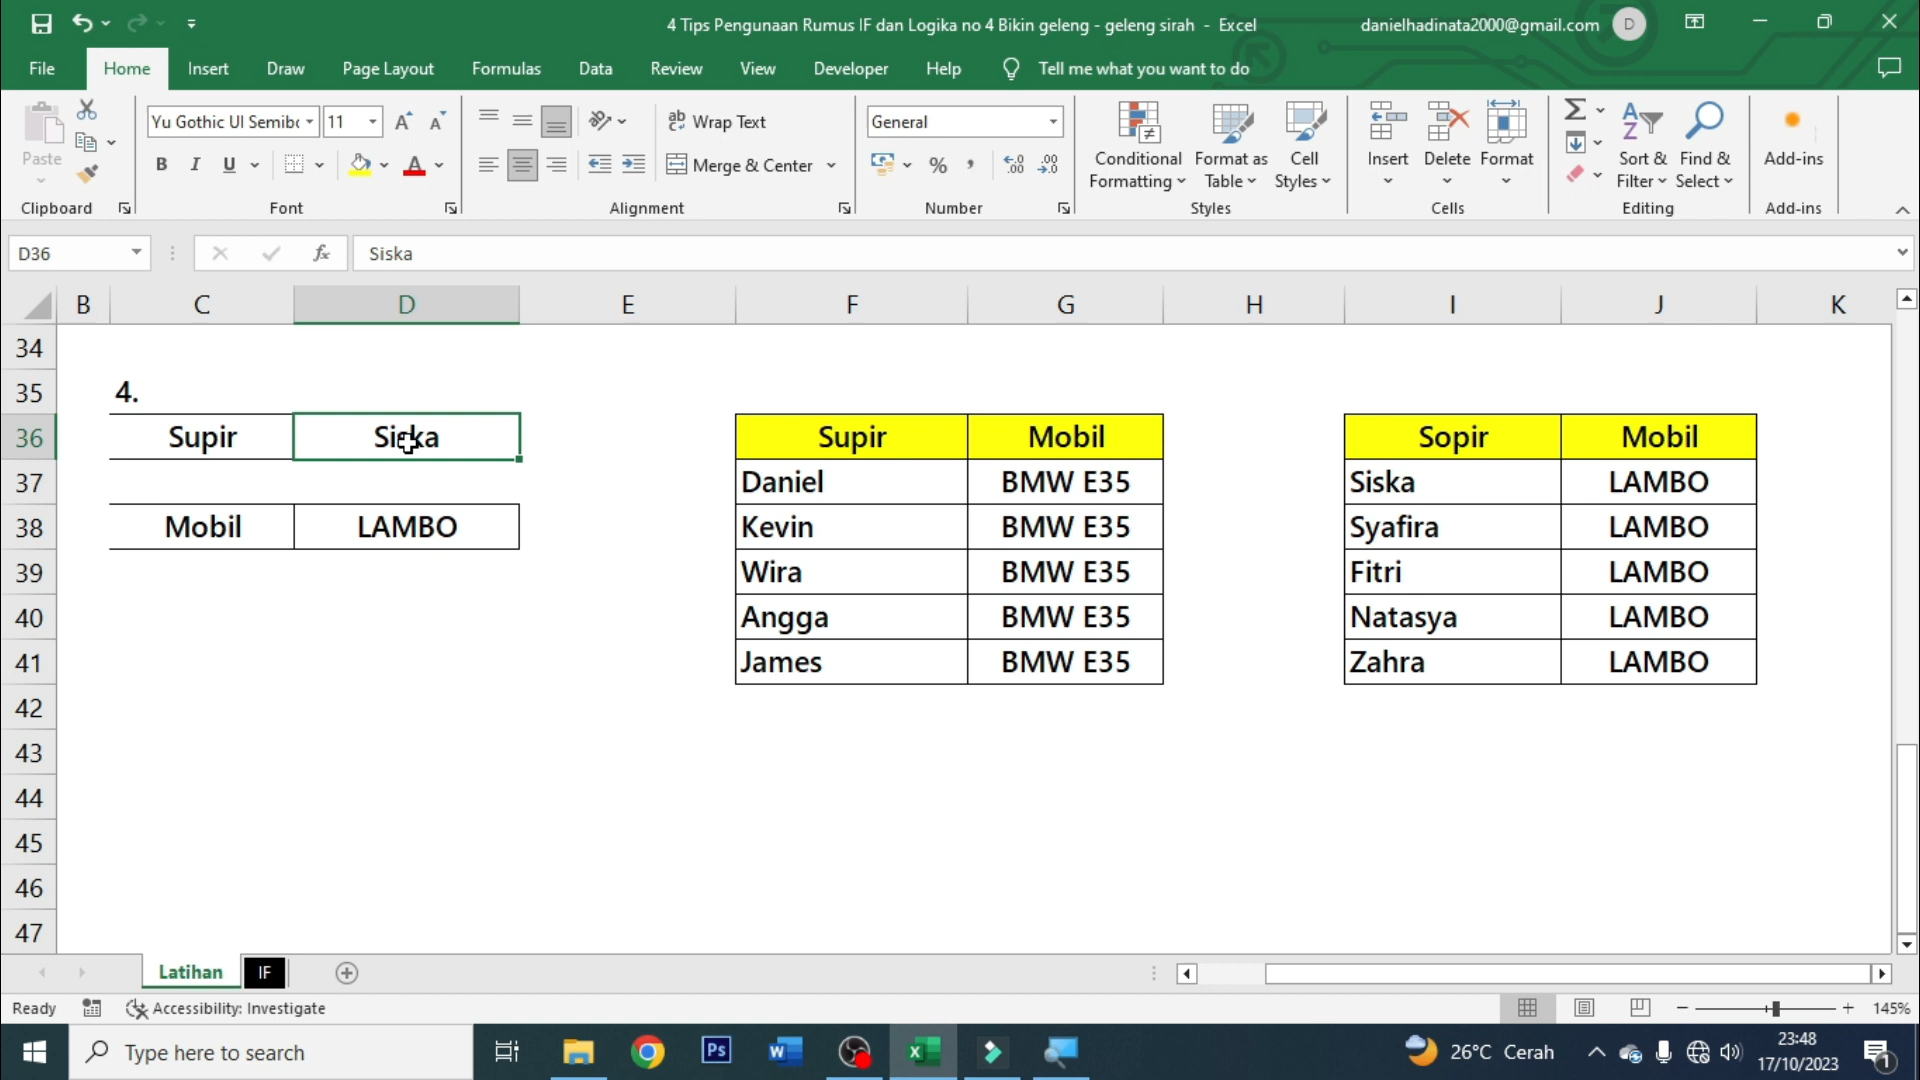 4 Tips Pengunaan Rumus IF dan Logika no 4 Bikin geleng - geleng sirah - Excel
danielhadinata2000@gmail.com D
File Home Insert Draw Page Layout Formulas Data Review View Developer Help Tell me what you want to do
Paste
Clipboard
Yu Gothic UI Semibc 11
B I U A
Font
Wrap Text
Merge & Center
Alignment
General
% ,
Number
Conditional Formatting
Format as Table
Cell Styles
Styles
Insert Delete Format
Cells
Sort & Filter
Find & Select
Editing
Add-ins
Add-ins
D36 fx Siska
B C D E F G H I J K
34
35 4.
36 Supir Siska Supir Mobil Sopir Mobil
37 Daniel BMW E35 Siska LAMBO
38 Mobil LAMBO Kevin BMW E35 Syafira LAMBO
39 Wira BMW E35 Fitri LAMBO
40 Angga BMW E35 Natasya LAMBO
41 James BMW E35 Zahra LAMBO
42
43
44
45
46
47
Latihan IF
Ready Accessibility: Investigate 145%
Type here to search
Ps
26°C Cerah
23:48
17/10/2023
1